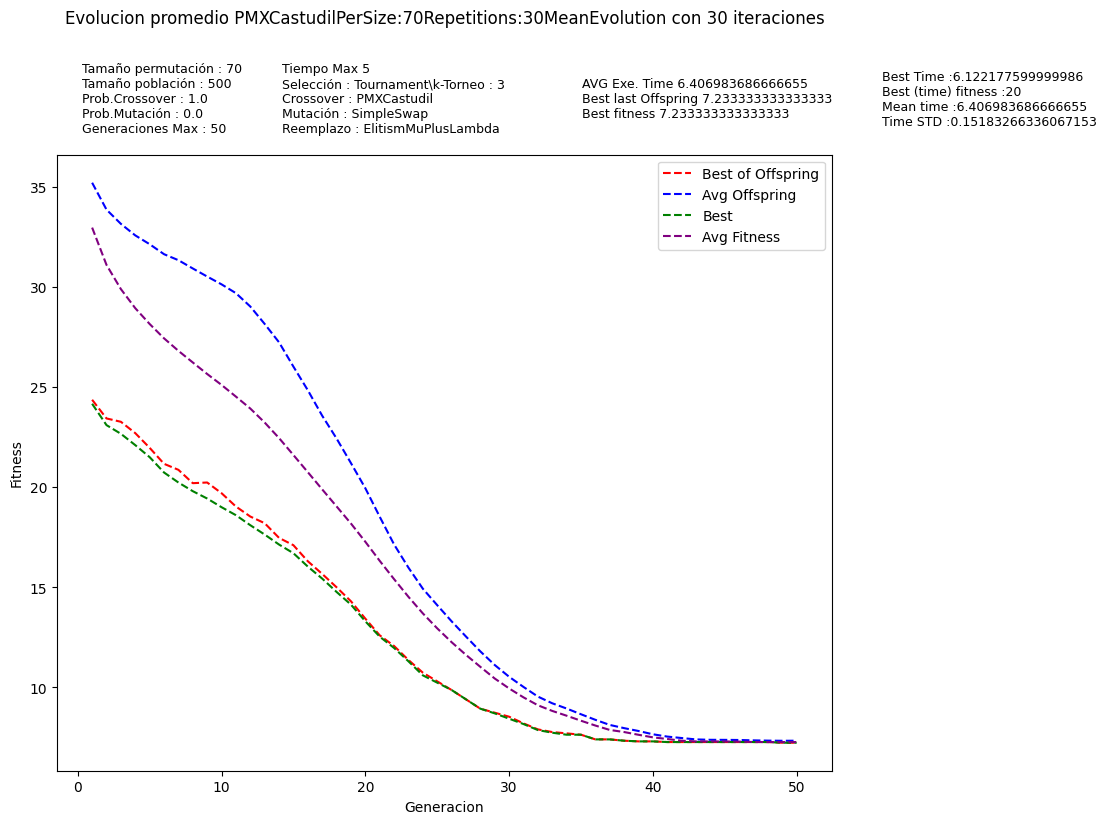 Evolucion promedio PMXCastudilPerSize:70Repetitions:30MeanEvolution con 30 iteraciones
Tamaño permutación : 70
Tamaño población : 500
Prob.Crossover : 1.0
Prob.Mutación : 0.0
Generaciones Max : 50
Tiempo Max 5
Selección : Tournament\k-Torneo : 3
Crossover : PMXCastudil
Mutación : SimpleSwap
Reemplazo : ElitismMuPlusLambda
AVG Exe. Time 6.406983686666655
Best last Offspring 7.233333333333333
Best fitness 7.233333333333333
Best Time :6.122177599999986
Best (time) fitness :20
Mean time :6.406983686666655
Time STD :0.15183266336067153
Best of Offspring
Avg Offspring
Best
Avg Fitness
Fitness
35
30
25
20
15
10
0
10
20
30
40
50
Generacion